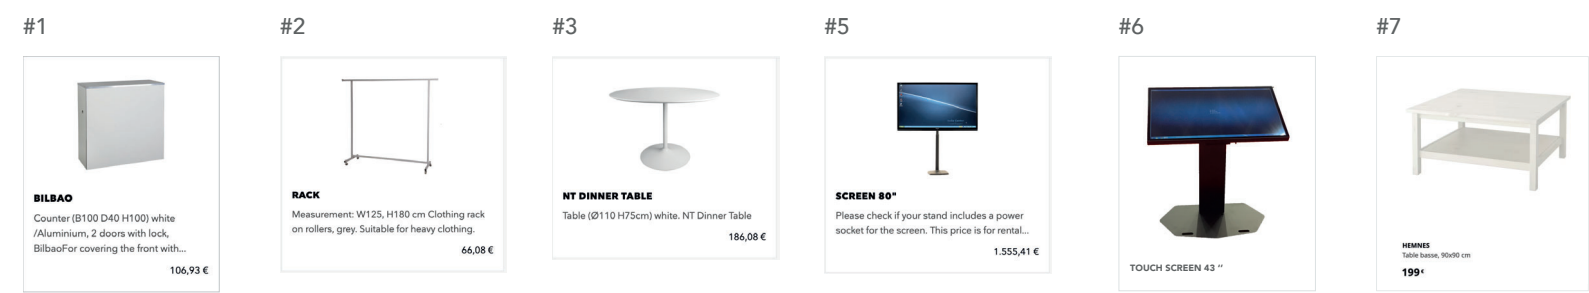 #1
#2
#3
#5
#6
#7
BILBAO
Counter (B100 D40 H100) white
/Aluminium, 2 doors with lock,
BilbaoFor covering the front with...
106,93 €
RACK
Measurement: W125, H180 cm Clothing rack
on rollers, grey. Suitable for heavy clothing.
66,08 €
NT DINNER TABLE
Table (Ø110 H75cm) white. NT Dinner Table
186,08 €
SCREEN 80"
Please check if your stand includes a power
socket for the screen. This price is for rental...
1.555,41 €
TOUCH SCREEN 43 ‘’
HEMNES
Table basse, 90x90 cm
199€